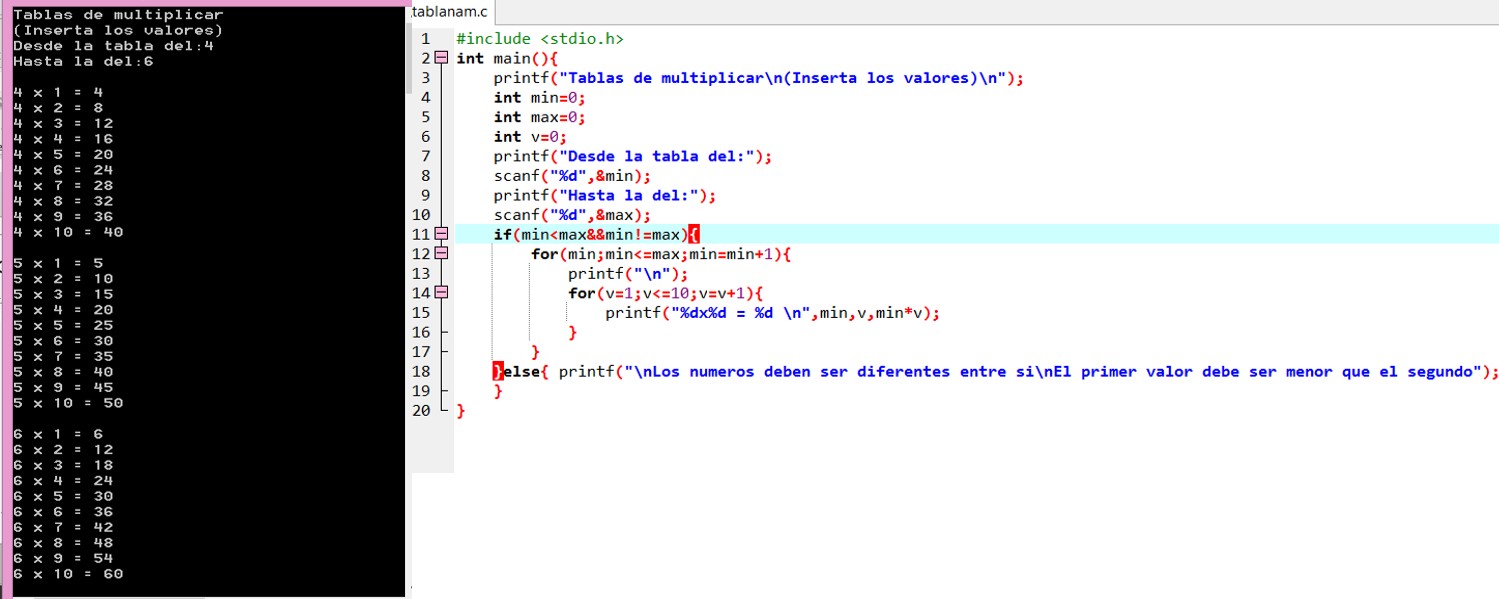 Tablas de multiplicar
(Inserta los valores)
Desde la tabla del:4
Hasta la del:6
4 x 1 = 4
4 x 2 = 8
4 x 3 = 12
4 x 4 = 16
4 x 5 = 20
4 x 6 = 24
4 x 7 = 28
4 x 8 = 32
4 x 9 = 36
4 x 10 = 40
5 x 1 = 5
5 x 2 = 10
5 x 3 = 15
5 x 4 = 20
5 x 5 = 25
5 x 6 = 30
5 x 7 = 35
5 x 8 = 40
5 x 9 = 45
5 x 10 = 50
6 x 1 = 6
6 x 2 = 12
6 x 3 = 18
6 x 4 = 24
6 x 5 = 30
6 x 6 = 36
6 x 7 = 42
6 x 8 = 48
6 x 9 = 54
6 x 10 = 60
tablanam.c
1 #include <stdio.h>
2 int main(){
3 printf("Tablas de multiplicar\n(Inserta los valores)\n");
4 int min=0;
5 int max=0;
6 int v=0;
7 printf("Desde la tabla del:");
8 scanf("%d",&min);
9 printf("Hasta la del:");
10 scanf("%d",&max);
11 if(min<max&&min!=max){
12 for(min;min<=max;min=min+1){
13 printf("\n");
14 for(v=1;v<=10;v=v+1){
15 printf("%dx%d = %d \n",min,v,min*v);
16 }
17 }
18 }else{ printf("\nLos numeros deben ser diferentes entre si\nEl primer valor debe ser menor que el segundo");
19 }
20 }